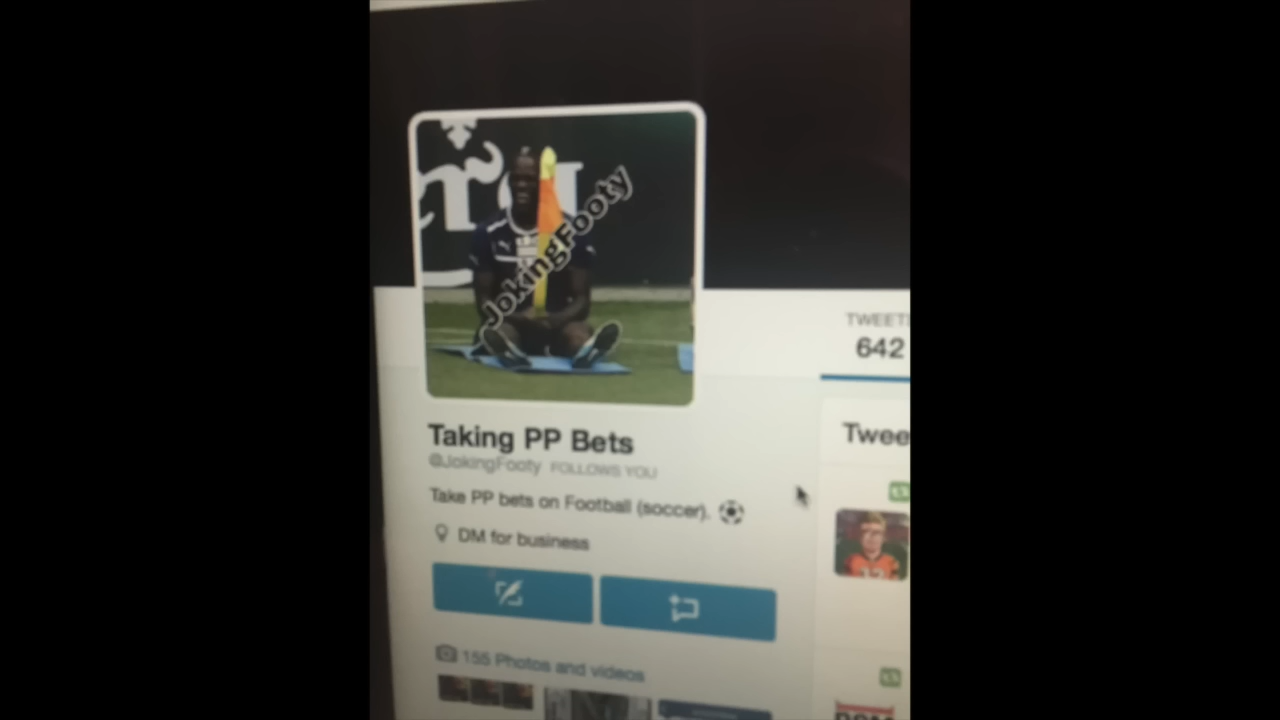 JokingFooty
TWEET
642
Taking PP Bets
@JokingFooty FOLLOWS YOU
Twee
Take PP bets on Football (soccer).
DM for business
155 Photos and videos